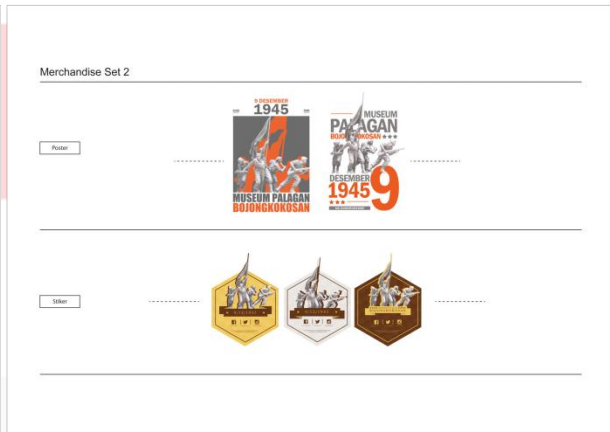 Merchandise Set 2
Poster
9 DESEMBER
1945
MUSEUM PALAGAN
BOJONGKOKOSAN
MUSEUM
PALAGAN
BOJONGKOKOSAN
DESEMBER
1945
9
Stiker